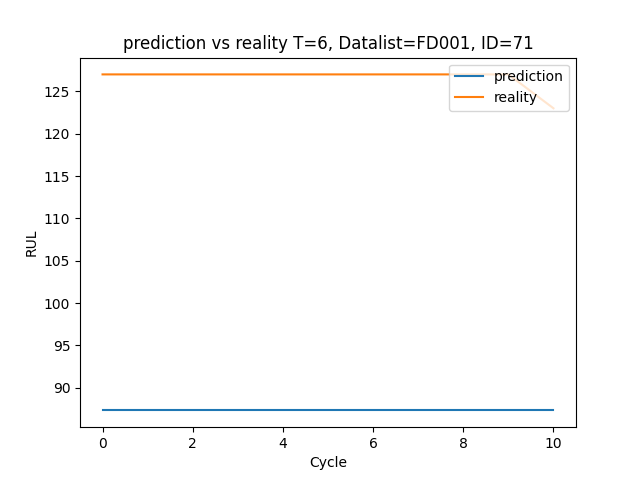 prediction vs reality T=6, Datalist=FD001, ID=71
prediction
reality
125
120
115
110
105
100
95
90
RUL
0 2 4 6 8 10
Cycle